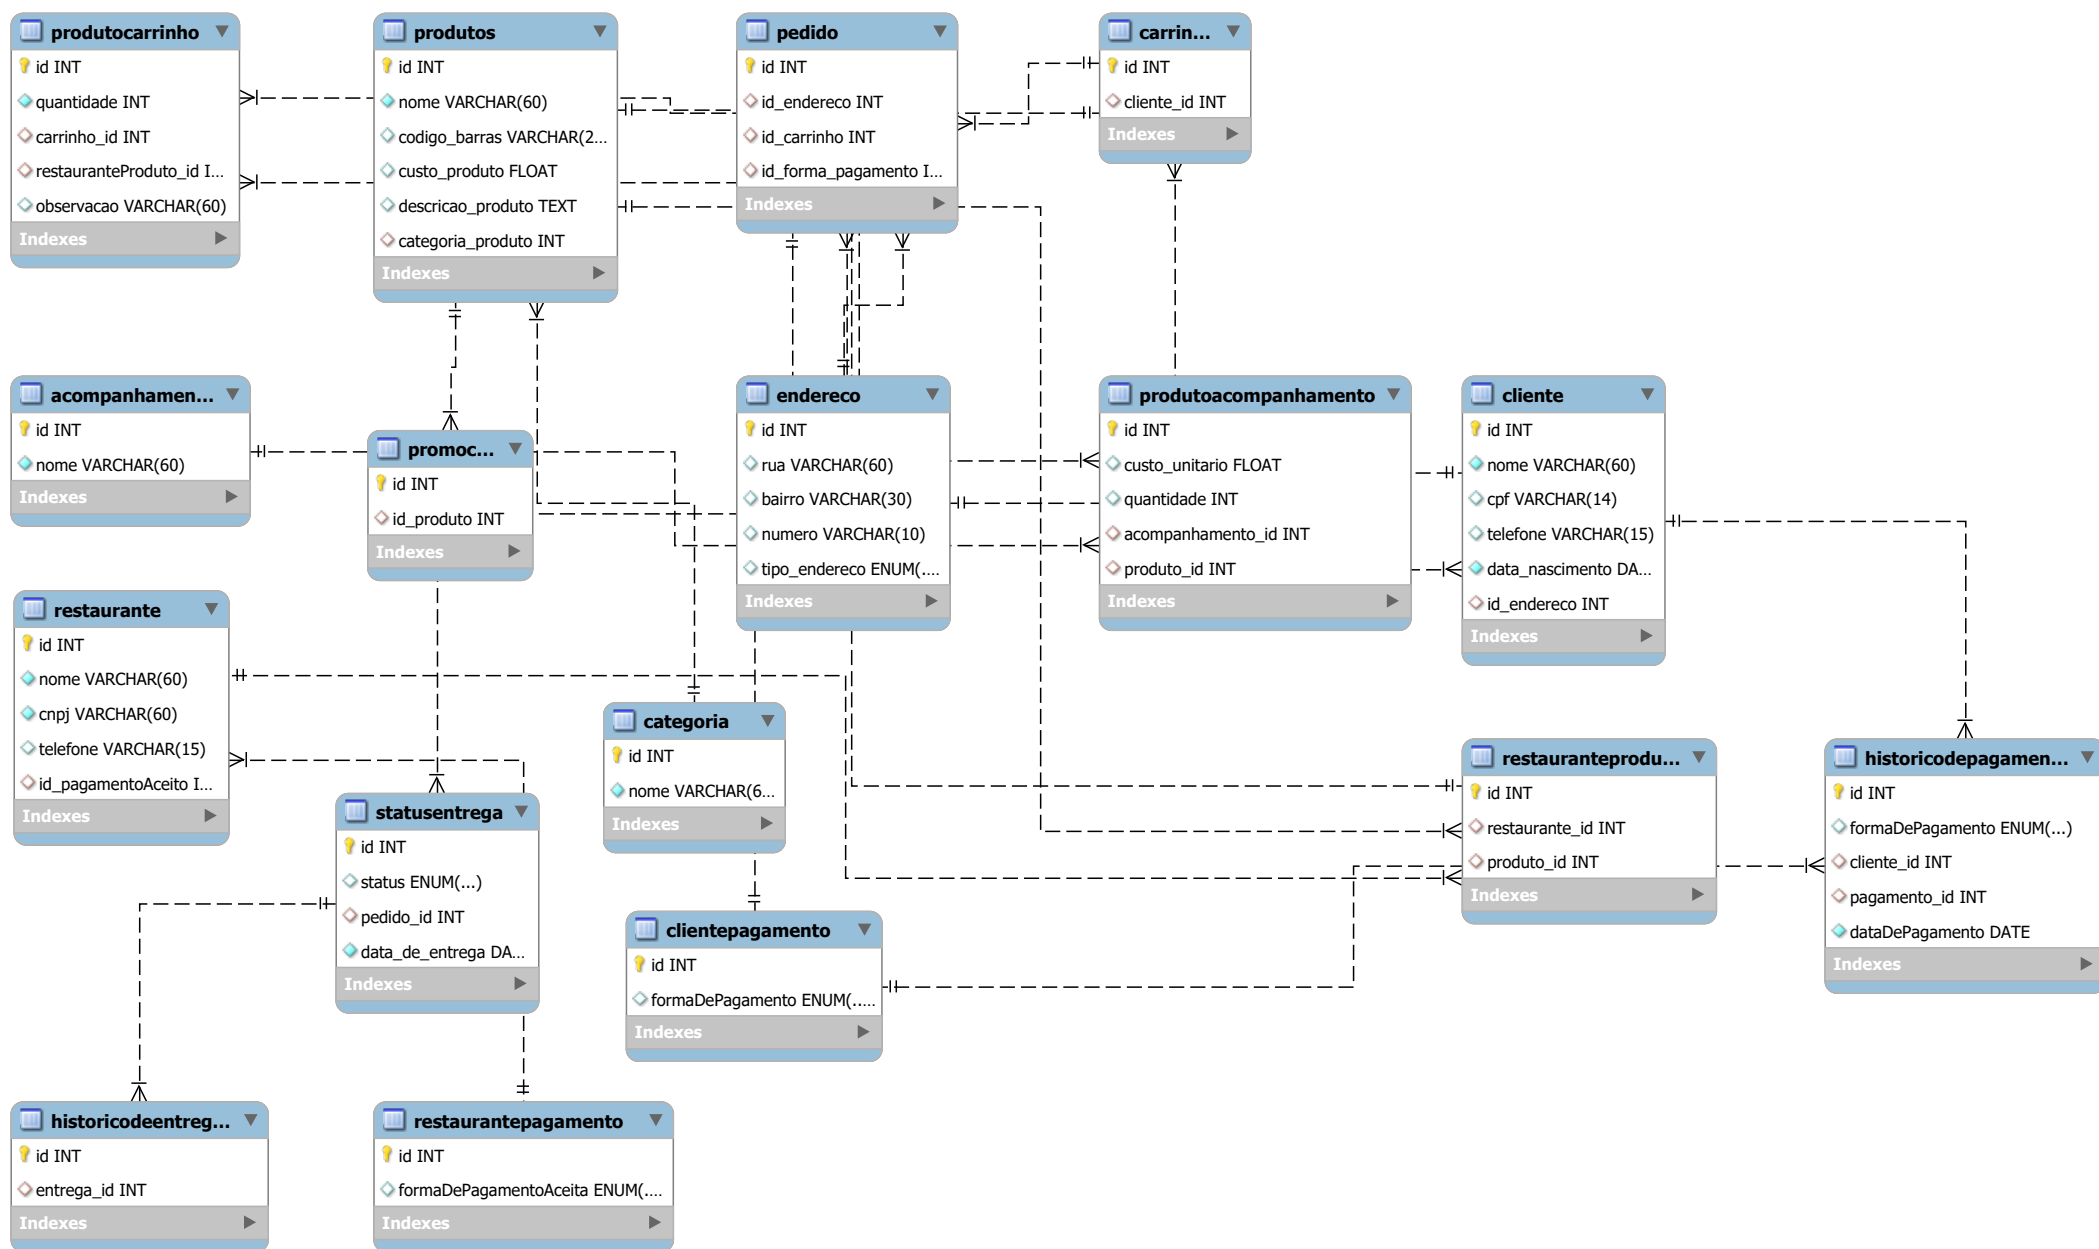 produtocarrinho
id INT
quantidade INT
carrinho_id INT
restauranteProduto_id I...
observacao VARCHAR(60)
Indexes
produtos
id INT
nome VARCHAR(60)
codigo_barras VARCHAR(2...
custo_produto FLOAT
descricao_produto TEXT
categoria_produto INT
Indexes
pedido
id INT
id_endereco INT
id_carrinho INT
id_forma_pagamento I...
Indexes
carrin...
id INT
cliente_id INT
Indexes
acompanhamen...
id INT
nome VARCHAR(60)
Indexes
promoc...
id INT
id_produto INT
Indexes
endereco
id INT
rua VARCHAR(60)
bairro VARCHAR(30)
numero VARCHAR(10)
tipo_endereco ENUM(....
Indexes
produtoacompanhamento
id INT
custo_unitario FLOAT
quantidade INT
acompanhamento_id INT
produto_id INT
Indexes
cliente
id INT
nome VARCHAR(60)
cpf VARCHAR(14)
telefone VARCHAR(15)
data_nascimento DA...
id_endereco INT
Indexes
restaurante
id INT
nome VARCHAR(60)
cnpj VARCHAR(60)
telefone VARCHAR(15)
id_pagamentoAceito I...
Indexes
statusentrega
id INT
status ENUM(...)
pedido_id INT
data_de_entrega DA...
Indexes
categoria
id INT
nome VARCHAR(6...
Indexes
clientepagamento
id INT
formaDePagamento ENUM(.....
Indexes
restauranteprodu...
id INT
restaurante_id INT
produto_id INT
Indexes
historicodepagamen...
id INT
formaDePagamento ENUM(...)
cliente_id INT
pagamento_id INT
dataDePagamento DATE
Indexes
historicodeentreg...
id INT
entrega_id INT
Indexes
restaurantepagamento
id INT
formaDePagamentoAceita ENUM(....
Indexes